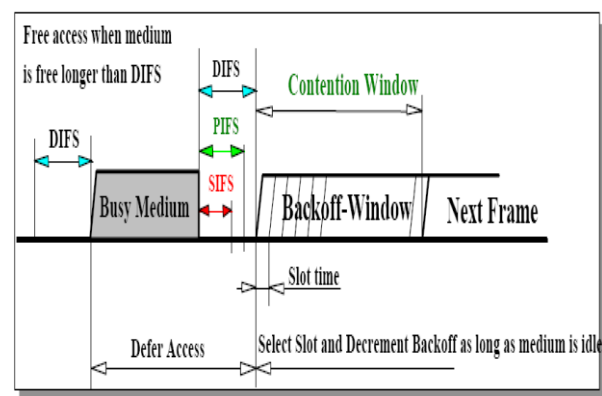 Free access when medium
is free longer than DIFS
DIFS
Contention Window
DIFS
PIFS
SIFS
Busy Medium
Backoff-Window
Next Frame
Slot time
Defer Access
Select Slot and Decrement Backoff as long as medium is idle